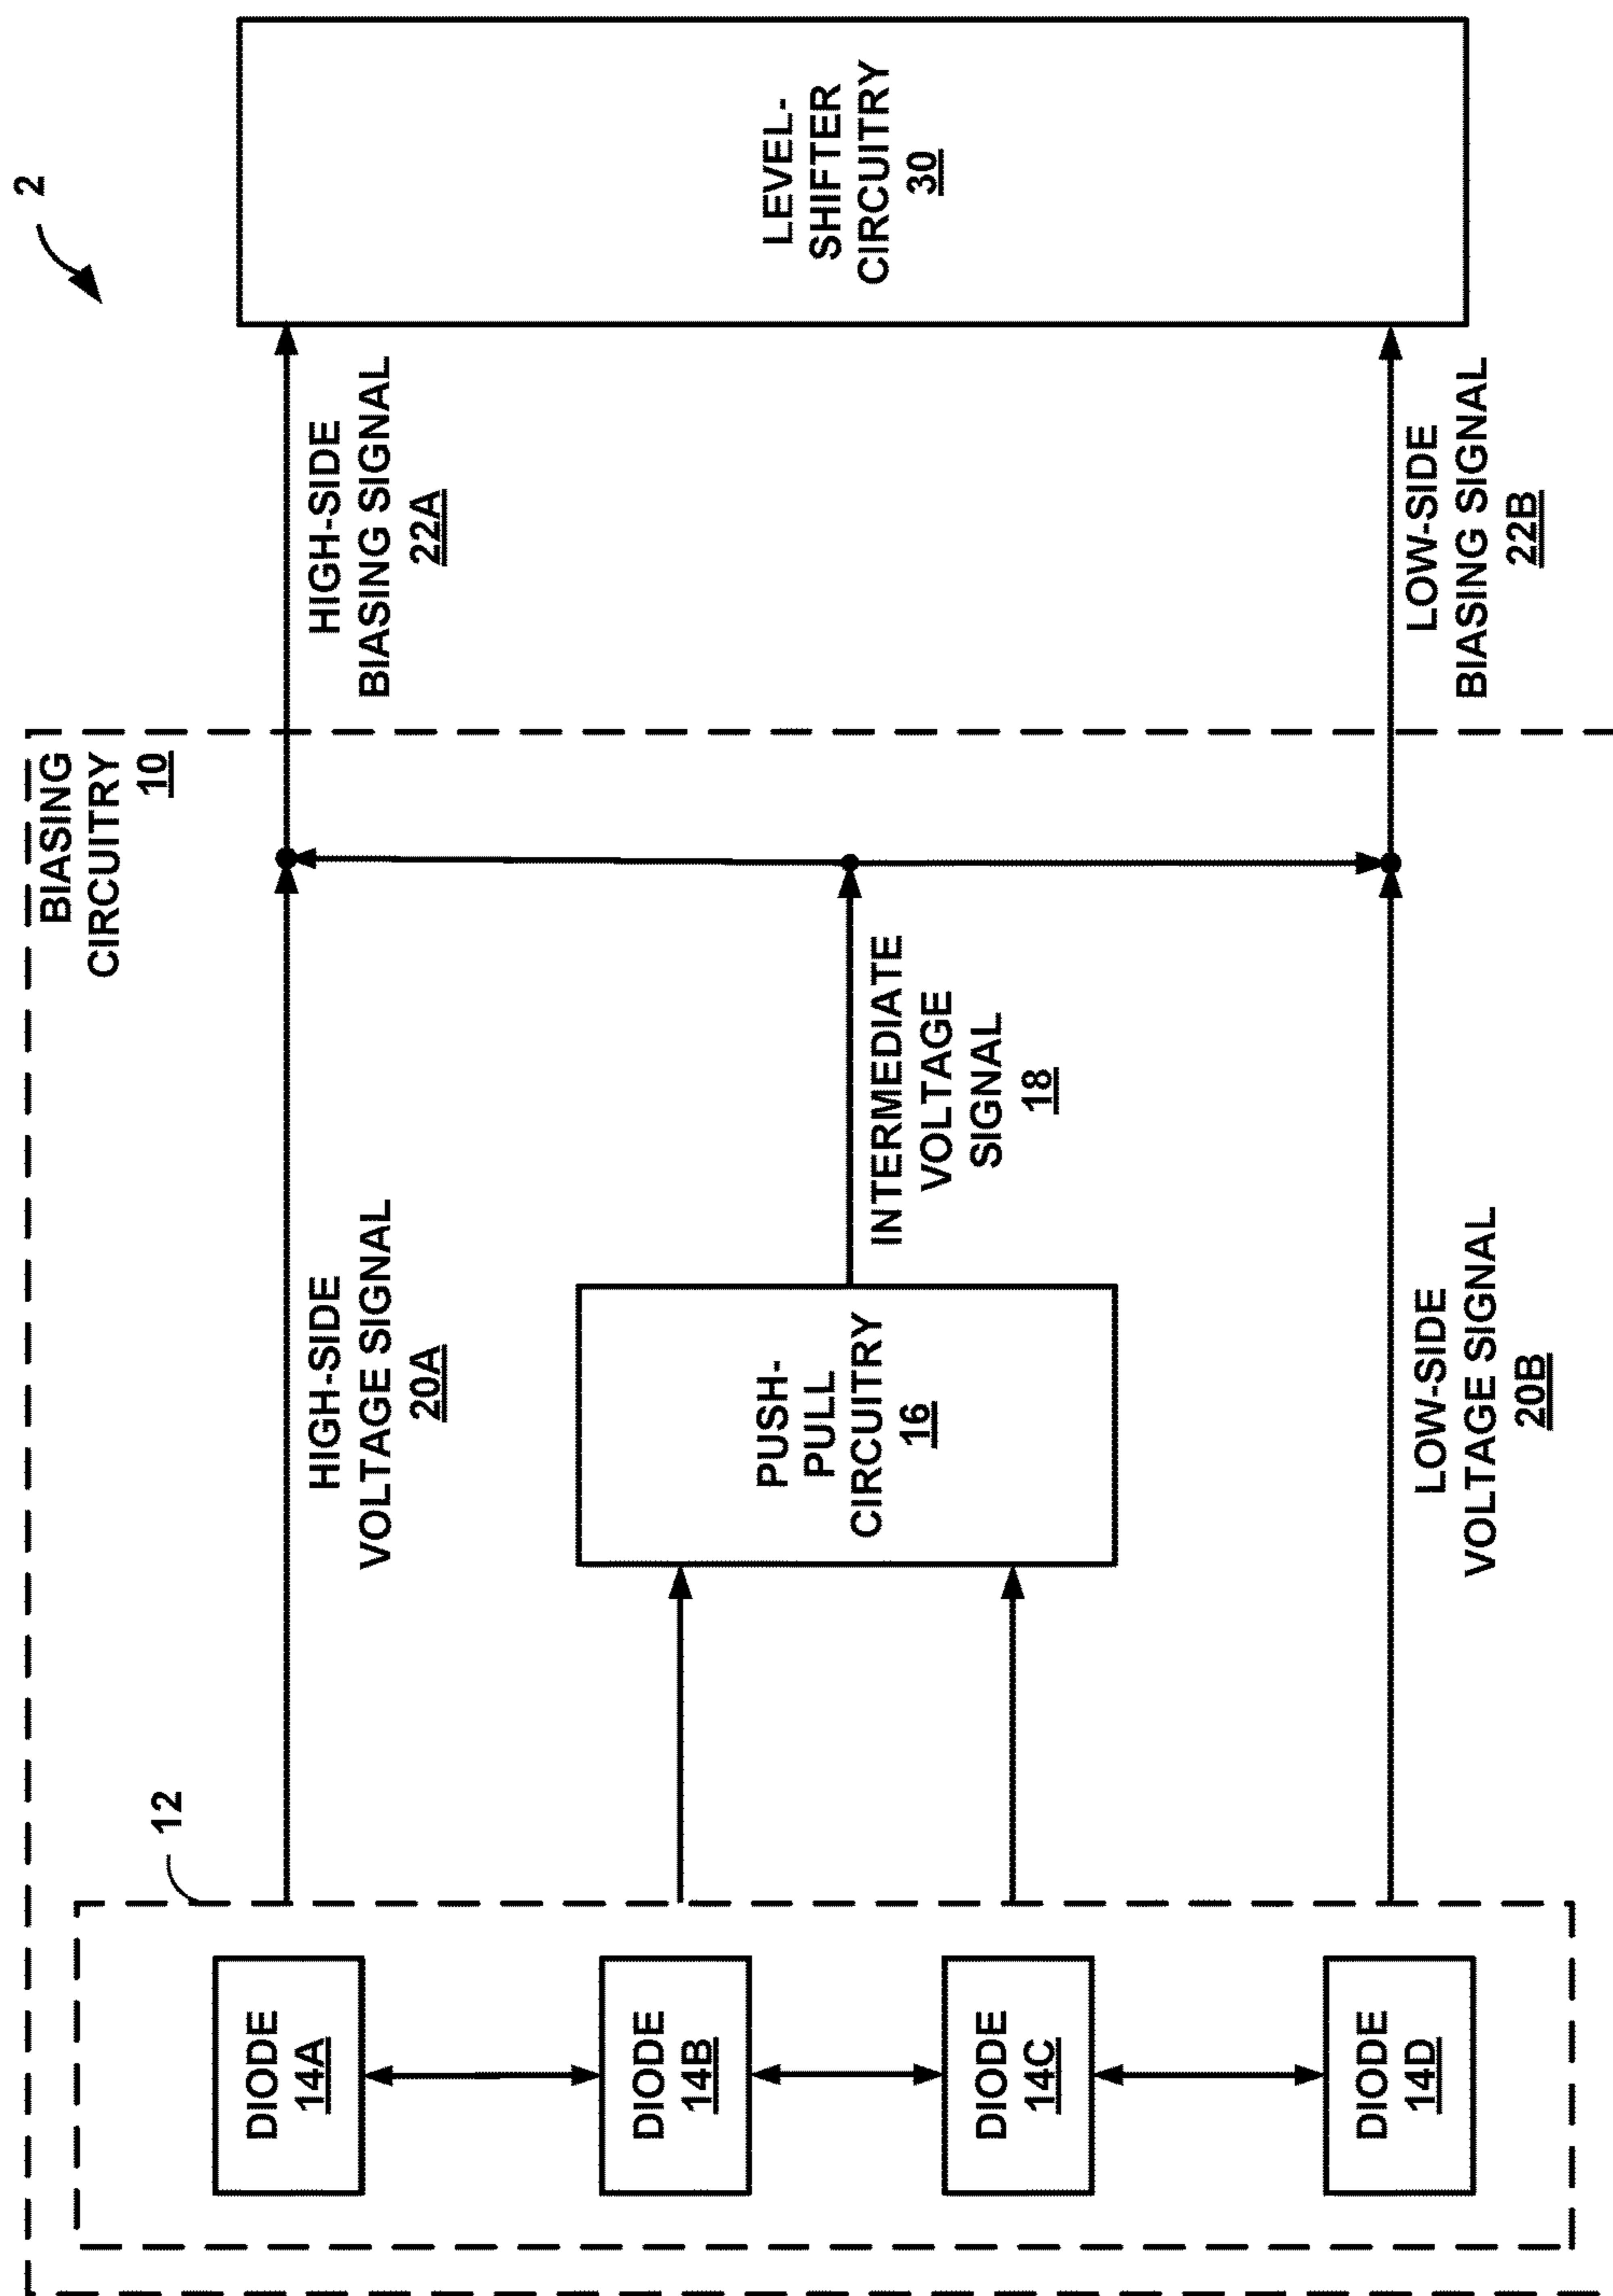 2
BIASING
CIRCUITRY
10
12
DIODE
14A
DIODE
14B
DIODE
14C
DIODE
14D
HIGH-SIDE
VOLTAGE SIGNAL
20A
PUSH-
PULL
CIRCUITRY
16
INTERMEDIATE
VOLTAGE
SIGNAL
18
LOW-SIDE
VOLTAGE SIGNAL
20B
HIGH-SIDE
BIASING SIGNAL
22A
LOW-SIDE
BIASING SIGNAL
22B
LEVEL-
SHIFTER
CIRCUITRY
30